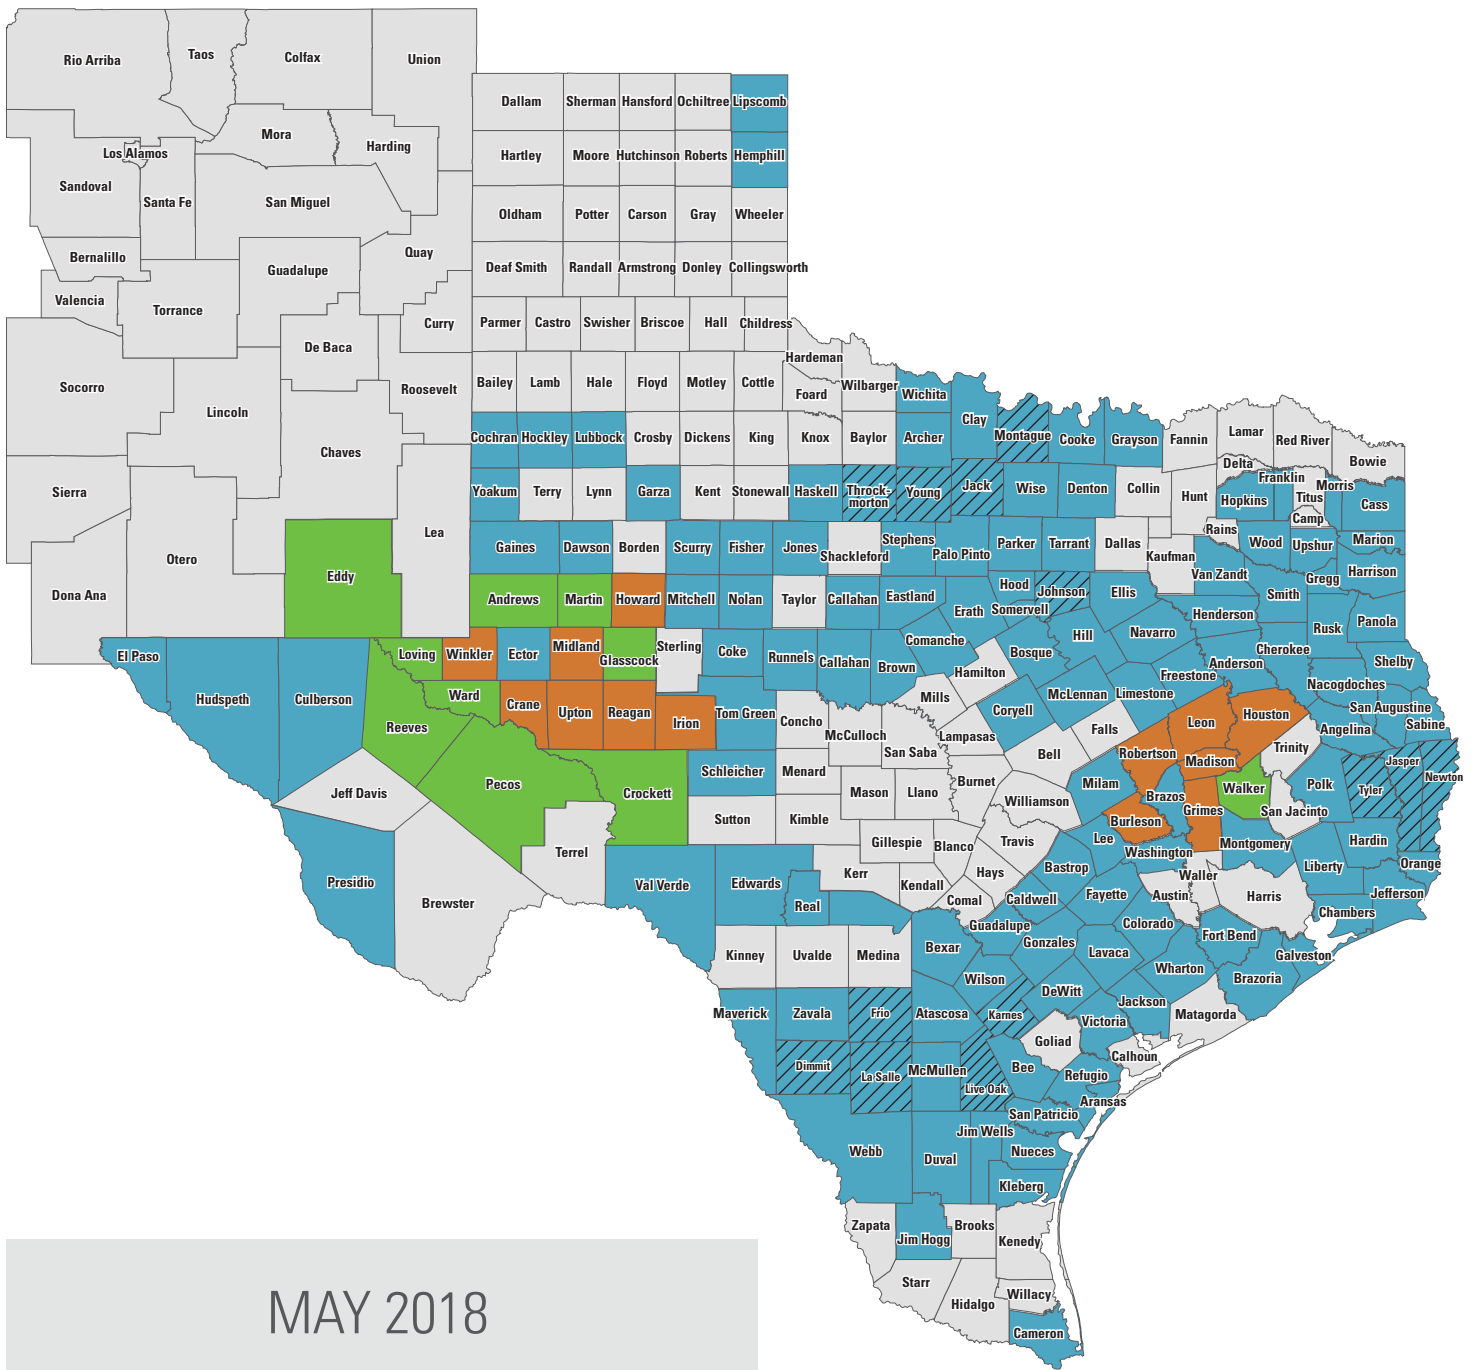 Rio Arriba
Taos
Colfax
Union
Dallam
Sherman
Hansford
Ochiltree
Lipscomb
Mora
Harding
Los Alamos
Hartley
Moore
Hutchinson
Roberts
Hemphill
Sandoval
Santa Fe
San Miguel
Oldham
Potter
Carson
Gray
Wheeler
Bernalillo
Guadalupe
Quay
Deaf Smith
Randall
Armstrong
Donley
Collingsworth
Valencia
Torrance
Curry
Parmer
Castro
Swisher
Briscoe
Hall
Childress
De Baca
Hardeman
Socorro
Lincoln
Roosevelt
Bailey
Lamb
Hale
Floyd
Motley
Cottle
Foard
Wilbarger
Wichita
Clay
Montague
Cooke
Grayson
Fannin
Lamar
Red River
Bowie
Chaves
Cochran
Hockley
Lubbock
Crosby
Dickens
King
Knox
Baylor
Archer
Delta
Franklin
Titus
Morris
Cass
Sierra
Yoakum
Terry
Lynn
Garza
Kent
Stonewall
Haskell
Throck-
morton
Young
Jack
Wise
Denton
Collin
Hunt
Hopkins
Camp
Rains
Otero
Lea
Gaines
Dawson
Borden
Scurry
Fisher
Jones
Shackleford
Stephens
Palo Pinto
Parker
Tarrant
Dallas
Kaufman
Wood
Upshur
Marion
Van Zandt
Gregg
Harrison
Dona Ana
Eddy
Andrews
Martin
Howard
Mitchell
Nolan
Taylor
Callahan
Eastland
Erath
Hood
Somervell
Johnson
Ellis
Henderson
Smith
Rusk
Panola
El Paso
Loving
Winkler
Ector
Midland
Glasscock
Sterling
Coke
Runnels
Callahan
Brown
Comanche
Hamilton
Bosque
Hill
Navarro
Freestone
Anderson
Cherokee
Shelby
Nacogdoches
Hudspeth
Culberson
Reeves
Ward
Crane
Upton
Reagan
Irion
Tom Green
Concho
McCulloch
San Saba
Mills
Lampasas
Coryell
McLennan
Limestone
Falls
Bell
Robertson
Leon
Houston
Madison
Trinity
Angelina
San Augustine
Sabine
Jeff Davis
Pecos
Crockett
Schleicher
Menard
Mason
Llano
Burnet
Williamson
Milam
Brazos
Burleson
Grimes
Walker
San Jacinto
Polk
Tyler
Jasper
Newton
Sutton
Kimble
Gillespie
Blanco
Travis
Hays
Lee
Washington
Montgomery
Hardin
Liberty
Orange
Terrel
Presidio
Brewster
Val Verde
Edwards
Real
Kerr
Kendall
Comal
Caldwell
Bastrop
Fayette
Austin
Waller
Harris
Chambers
Jefferson
Kinney
Uvalde
Medina
Bexar
Guadalupe
Gonzales
Lavaca
Colorado
Fort Bend
Galveston
Wharton
Brazoria
Maverick
Zavala
Frio
Atascosa
Wilson
Karnes
DeWitt
Jackson
Matagorda
Victoria
Goliad
Calhoun
Dimmit
La Salle
McMullen
Live Oak
Bee
Refugio
Aransas
San Patricio
Webb
Duval
Jim Wells
Nueces
Kleberg
Zapata
Jim Hogg
Brooks
Kenedy
Starr
Hidalgo
Willacy
Cameron
MAY 2018